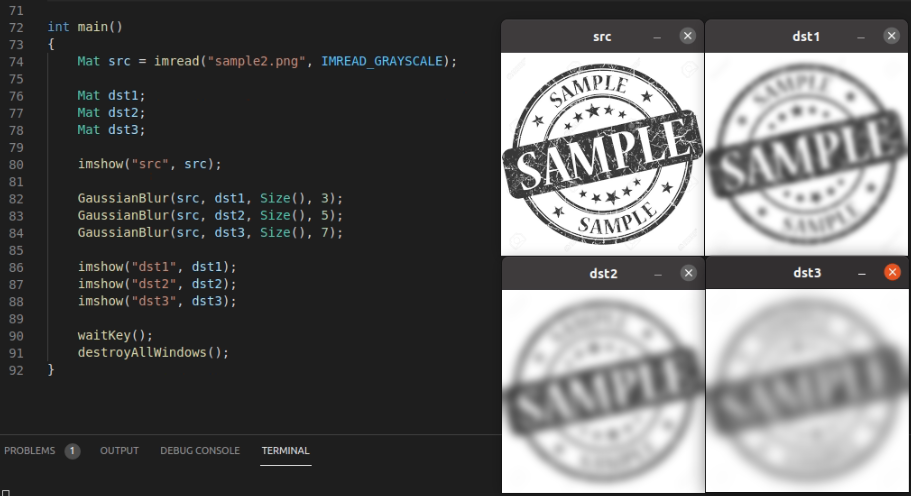 71
72 int main()
73 {
74 Mat src = imread("sample2.png", IMREAD_GRAYSCALE);
75
76 Mat dst1;
77 Mat dst2;
78 Mat dst3;
79
80 imshow("src", src);
81
82 GaussianBlur(src, dst1, Size(), 3);
83 GaussianBlur(src, dst2, Size(), 5);
84 GaussianBlur(src, dst3, Size(), 7);
85
86 imshow("dst1", dst1);
87 imshow("dst2", dst2);
88 imshow("dst3", dst3);
89
90 waitKey();
91 destroyAllWindows();
92 }
PROBLEMS 1 OUTPUT DEBUG CONSOLE TERMINAL
src
SAMPLE
SAMPLE
SAMPLE
dst1
SAMPLE
SAMPLE
SAMPLE
dst2
SAMPLE
SAMPLE
SAMPLE
dst3
SAMPLE